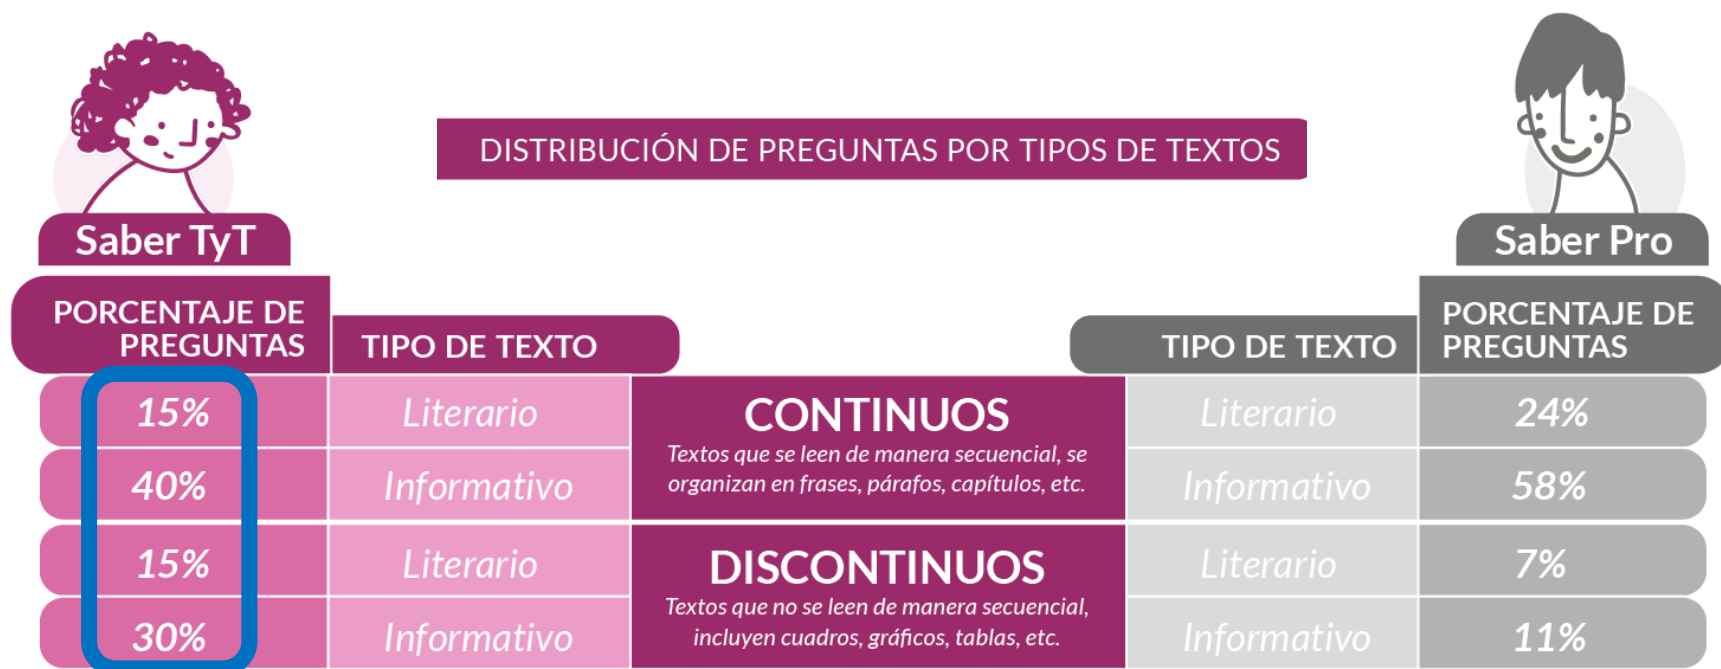 DISTRIBUCIÓN DE PREGUNTAS POR TIPOS DE TEXTOS
Saber TyT
Saber Pro
PORCENTAJE DE
PREGUNTAS
TIPO DE TEXTO
TIPO DE TEXTO
PORCENTAJE DE
PREGUNTAS
15%
Literario
CONTINUOS
Textos que se leen de manera secuencial, se
organizan en frases, párafos, capítulos, etc.
Literario
24%
40%
Informativo
Informativo
58%
15%
Literario
DISCONTINUOS
Textos que no se leen de manera secuencial,
incluyen cuadros, gráficos, tablas, etc.
Literario
7%
30%
Informativo
Informativo
11%